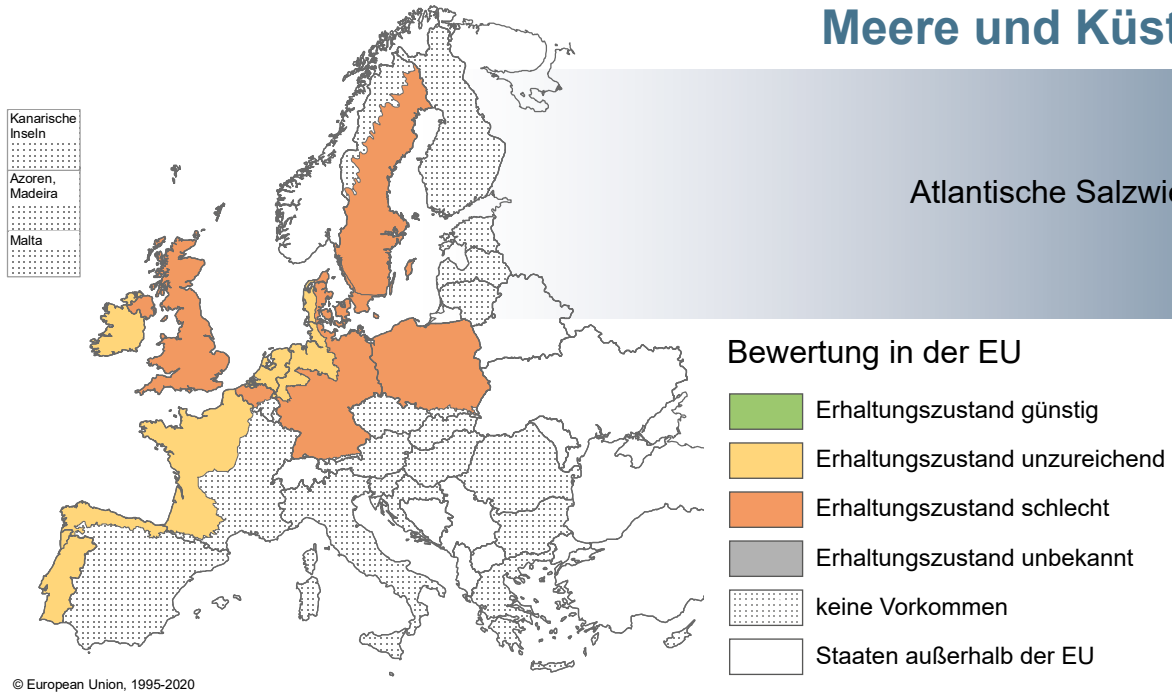 Meere und Küst
Kanarische
Inseln
Azoren,
Madeira
Malta
Atlantische Salzwie
Bewertung in der EU
Erhaltungszustand günstig
Erhaltungszustand unzureichend
Erhaltungszustand schlecht
Erhaltungszustand unbekannt
keine Vorkommen
Staaten außerhalb der EU
© European Union, 1995-2020